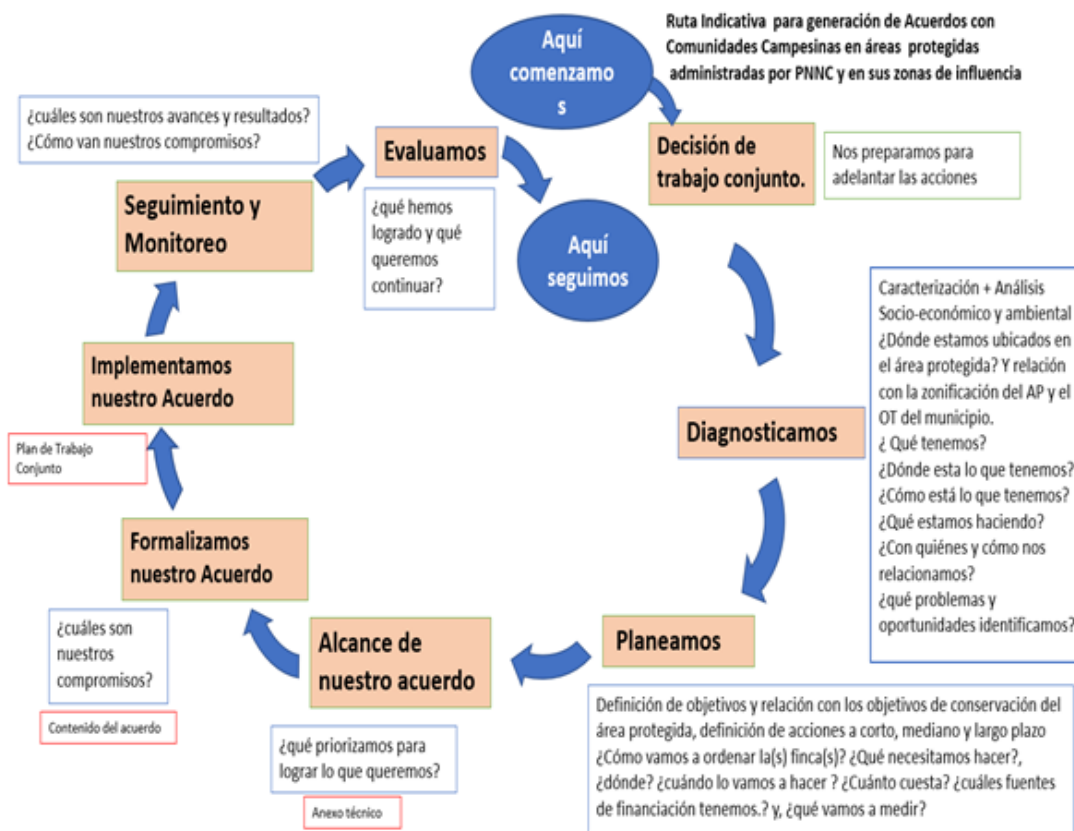 Ruta Indicativa para generación de Acuerdos con
Comunidades Campesinas en áreas protegidas
administradas por PNNC y en sus zonas de influencia
Aquí
comenzamo
s
Decisión de
trabajo conjunto.
Nos preparamos para
adelantar las acciones
Diagnosticamos
Caracterización + Análisis
Socio-económico y ambiental
¿Dónde estamos ubicados en
el área protegida? Y relación
con la zonificación del AP y el
OT del municipio.
¿ Qué tenemos?
¿Dónde esta lo que tenemos?
¿Cómo está lo que tenemos?
¿Qué estamos haciendo?
¿Con quiénes y cómo nos
relacionamos?
¿qué problemas y
oportunidades identificamos?
Planeamos
Definición de objetivos y relación con los objetivos de conservación del
área protegida, definición de acciones a corto, mediano y largo plazo
¿Cómo vamos a ordenar la(s) finca(s)? ¿Qué necesitamos hacer?,
¿dónde? ¿cuándo lo vamos a hacer ? ¿Cuánto cuesta? ¿cuáles fuentes
de financiación tenemos.? y, ¿qué vamos a medir?
Alcance de
nuestro acuerdo
¿qué priorizamos para
lograr lo que queremos?
Anexo técnico
Formalizamos
nuestro Acuerdo
¿cuáles son
nuestros
compromisos?
Contenido del acuerdo
Implementamos
nuestro Acuerdo
Plan de Trabajo
Conjunto
Seguimiento y
Monitoreo
¿cuáles son nuestros avances y resultados?
¿Cómo van nuestros compromisos?
Evaluamos
¿qué hemos
logrado y qué
queremos
continuar?
Aquí
seguimos